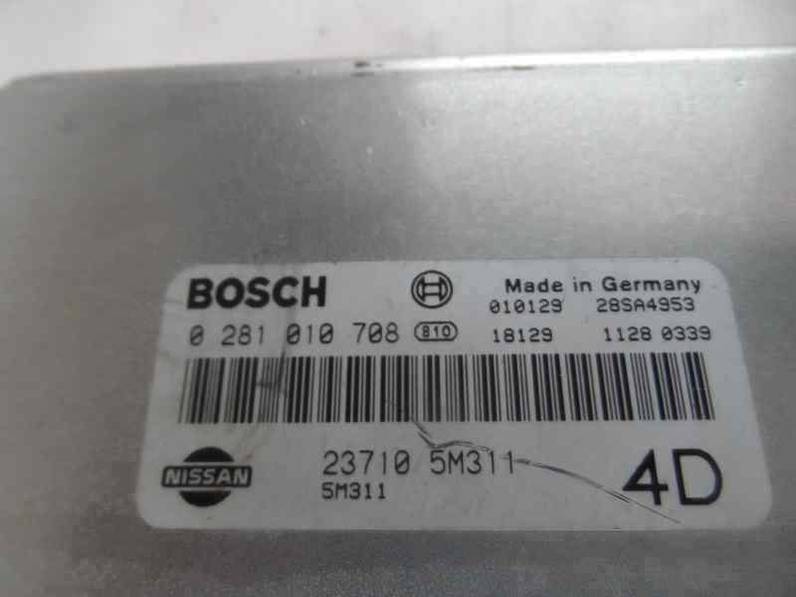 BOSCH Made in Germany
010129 28SA4953
0 281 010 708 810 18129 1128 0339
NISSAN 23710 5M311 4D
5M311